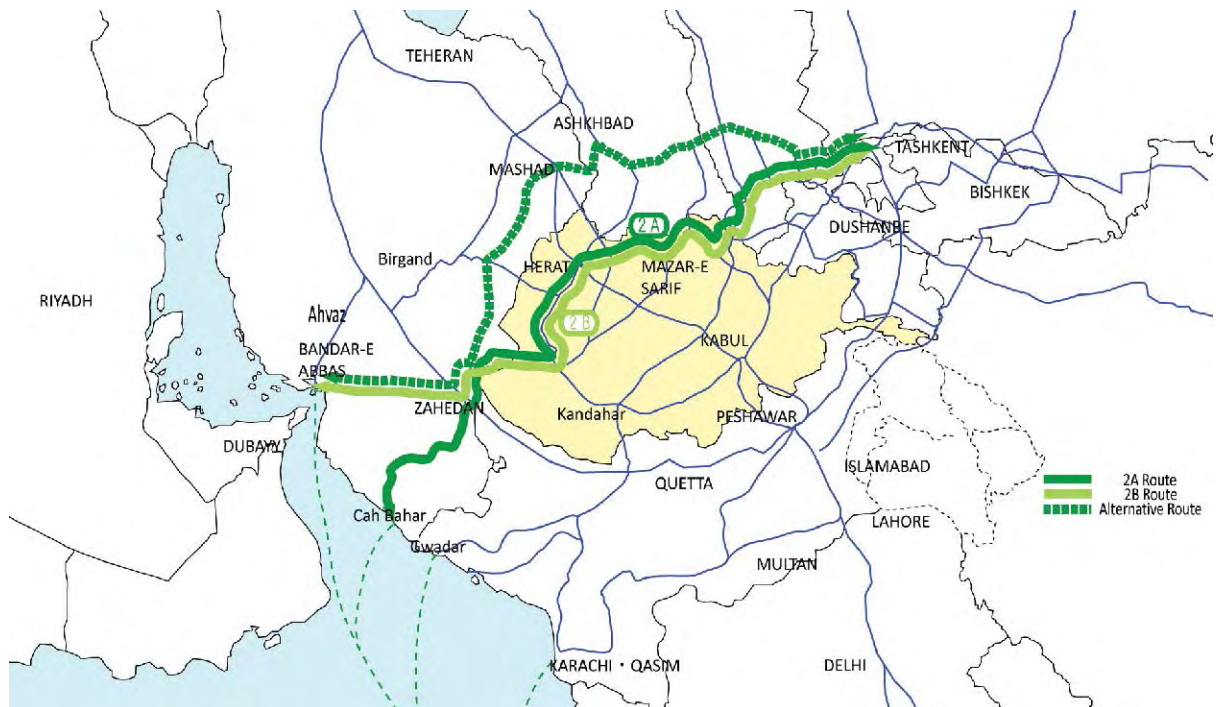 TEHERAN
ASHKHBAD
TASHKENT
MASHAD
BISHKEK
DUSHANBE
2 A
Birgand
HERAT
MAZAR-E
SARIF
RIYADH
Ahvaz
2 B
BANDAR-E
ABBAS
KABUL
ZAHEDAN
Kandahar
PESHAWAR
DUBAYY
ISLAMABAD
QUETTA
2A Route
2B Route
Alternative Route
Cah Bahar
LAHORE
Gwadar
MULTAN
KARACHI・QASIM
DELHI